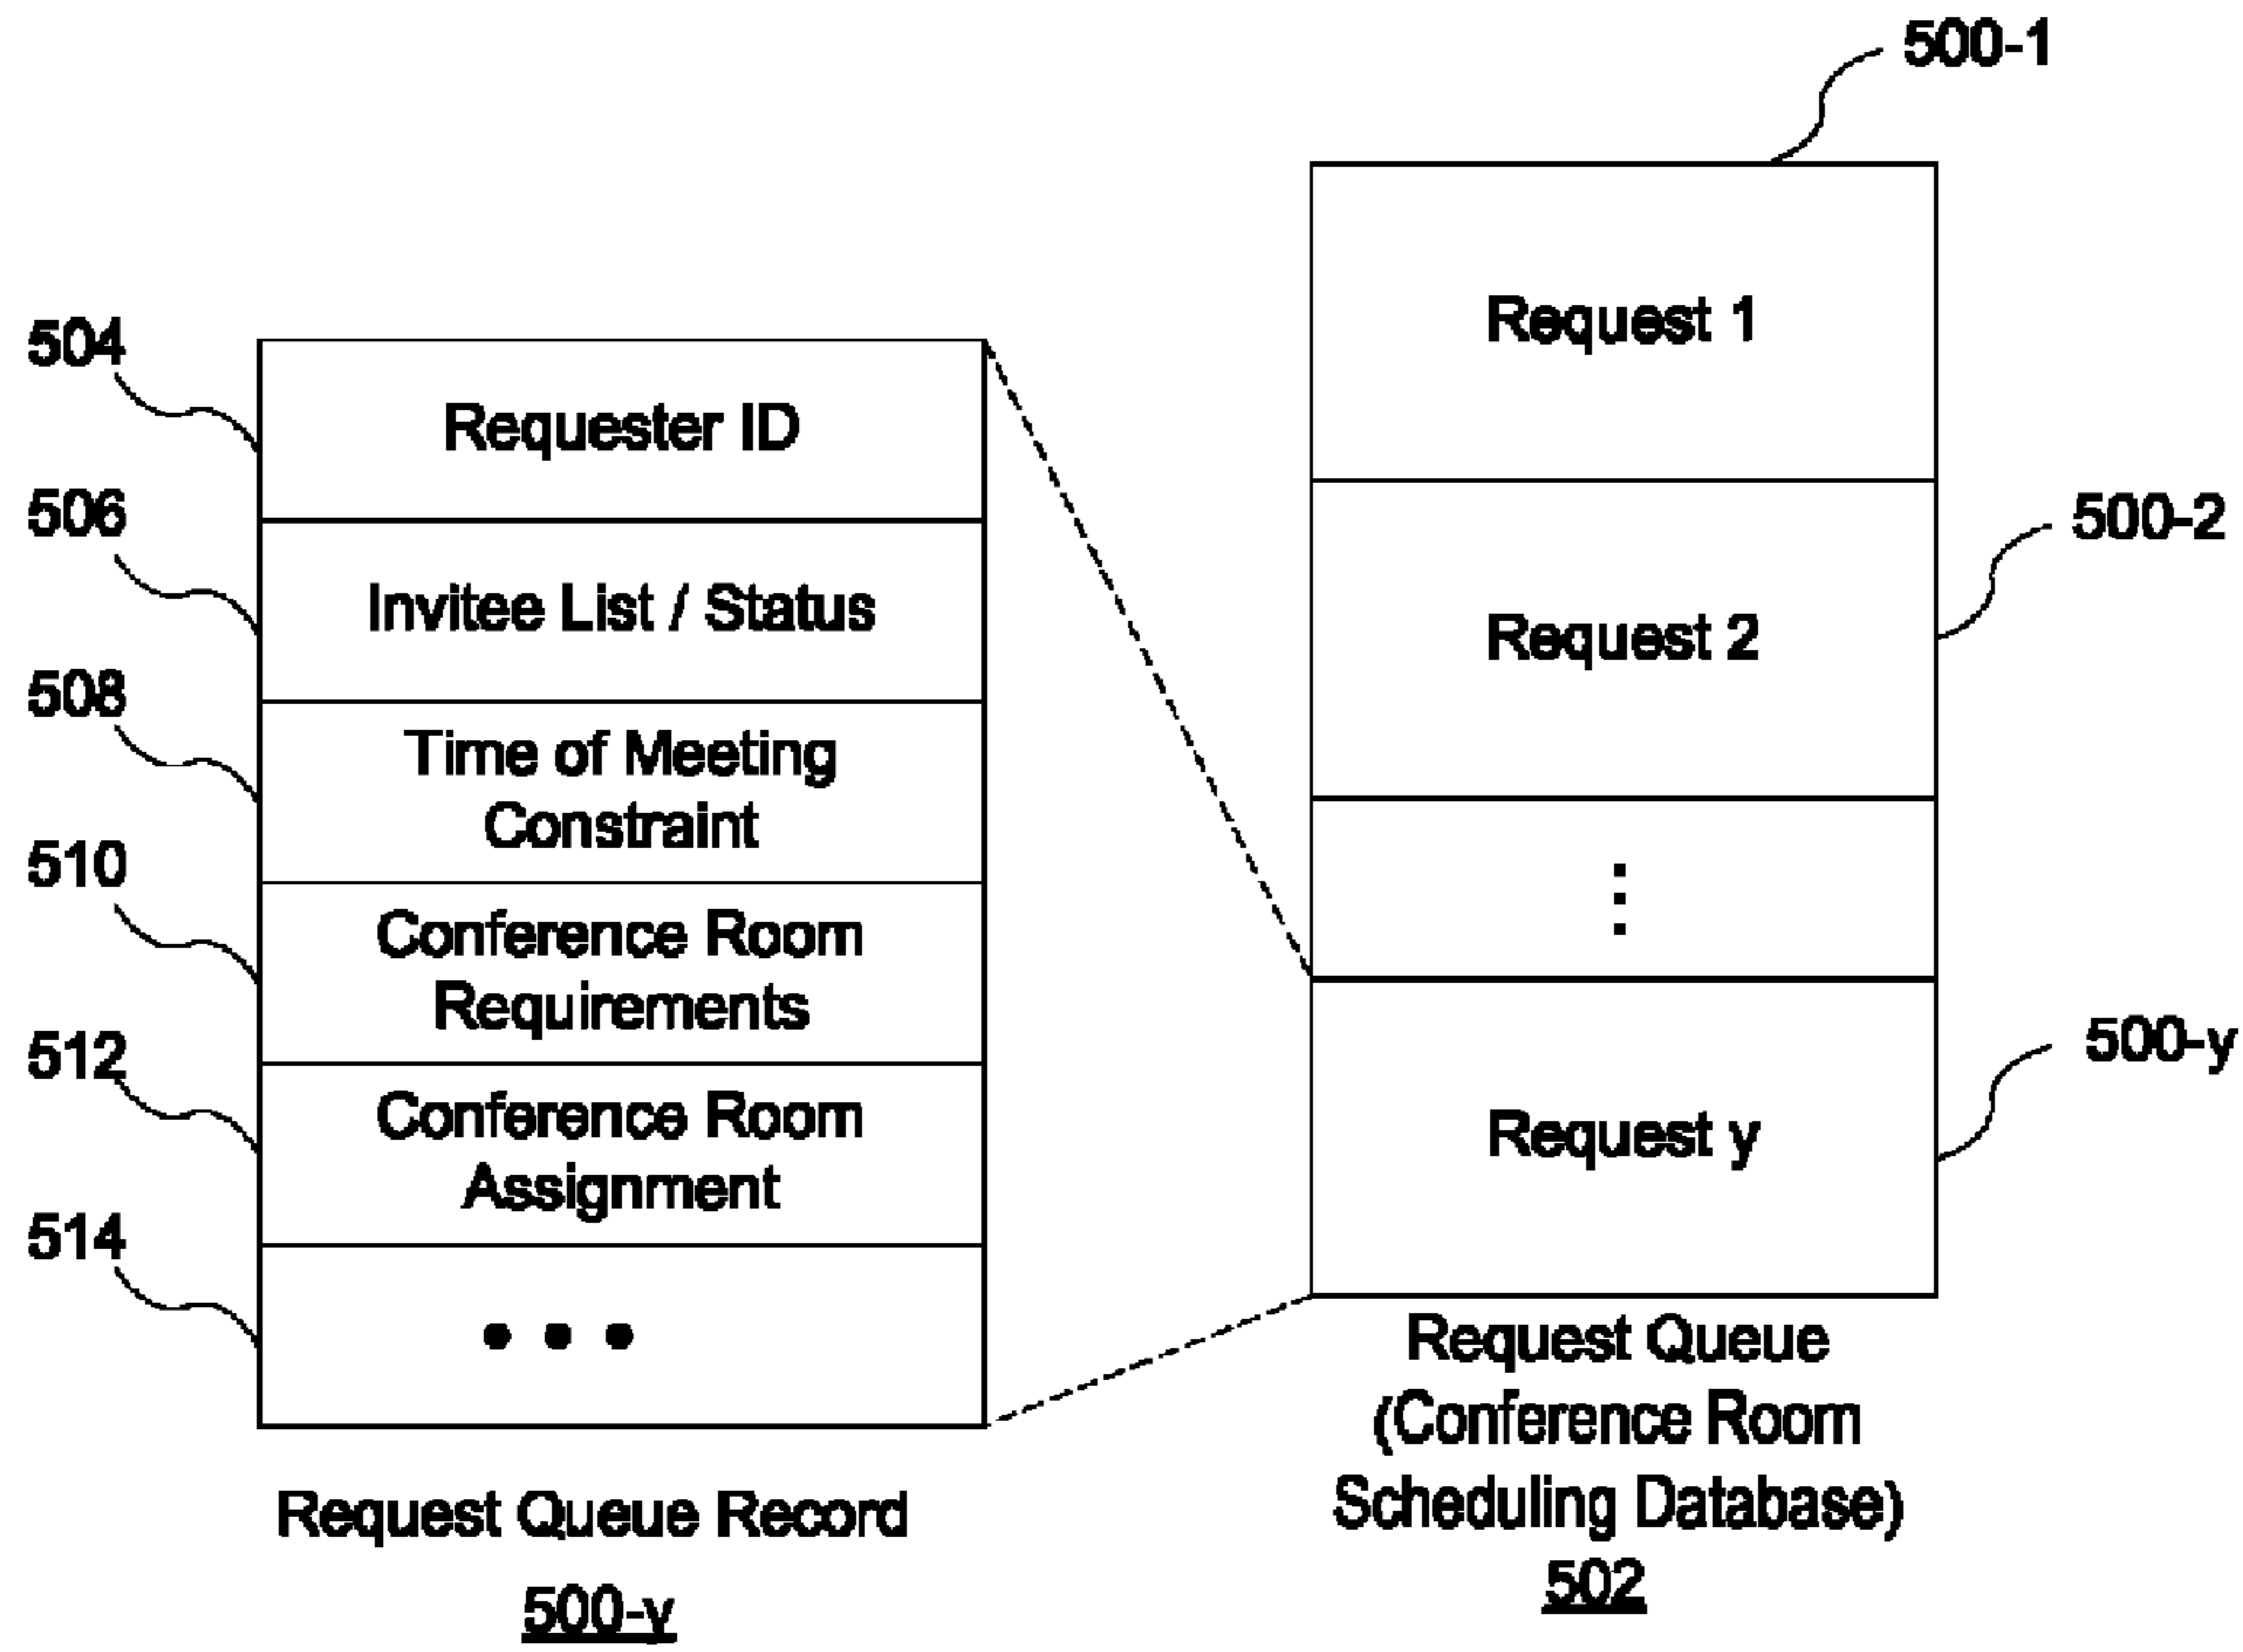 500-1
Request 1
500-2
Request 2
500-y
Request y
Request Queue
(Conference Room
Scheduling Database)
502
504
Requester ID
506
Invitee List / Status
508
Time of Meeting
Constraint
510
Conference Room
Requirements
512
Conference Room
Assignment
514
Request Queue Record
500-y